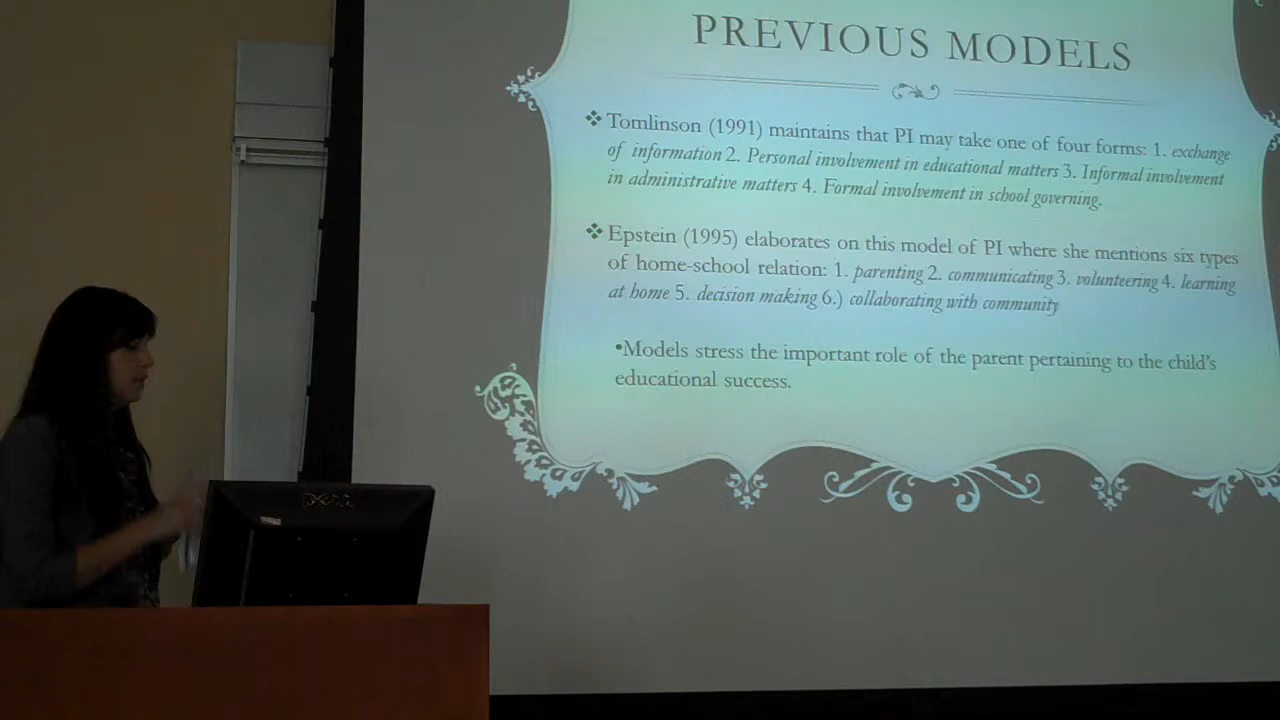 PREVIOUS MODELS
❖Tomlinson (1991) maintains that PI may take one of four forms: 1. exchange
of information 2. Personal involvement in educational matters 3. Informal involvement
in administrative matters 4. Formal involvement in school governing.
❖Epstein (1995) elaborates on this model of PI where she mentions six types
of home-school relation: 1. parenting 2. communicating 3. volunteering 4. learning
at home 5. decision making 6.) collaborating with community
•Models stress the important role of the parent pertaining to the child's
educational success.